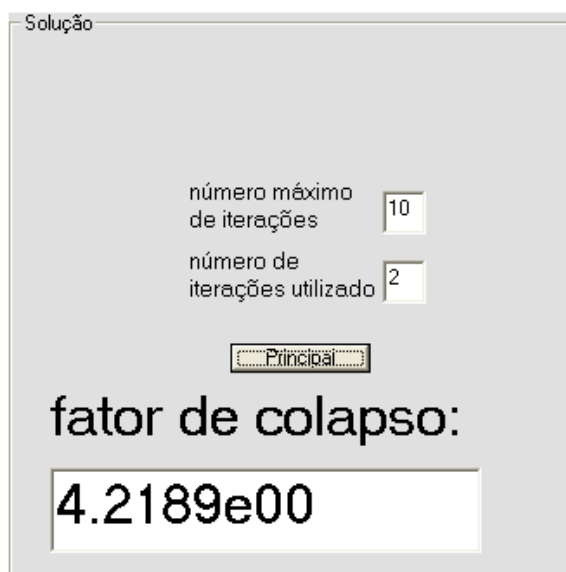 Solução
número máximo
de iterações
10
número de
iterações utilizado
2
Principal
fator de colapso:
4.2189e00